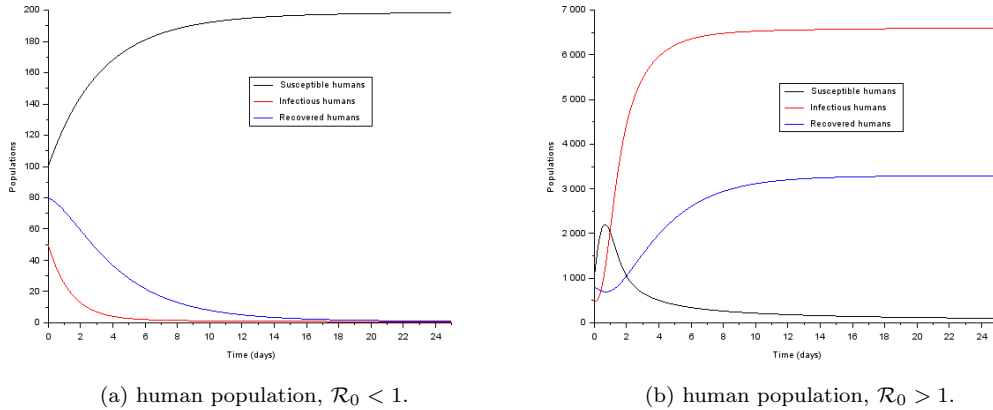 200
180
160
140
120
100
80
60
40
20
0
Populations
0 2 4 6 8 10 12 14 16 18 20 22 24
Time (days)
Susceptible humans
Infectious humans
Recovered humans
(a) human population, R₀ < 1.
7 000
6 000
5 000
4 000
3 000
2 000
1 000
0
Populations
0 2 4 6 8 10 12 14 16 18 20 22 24
Time (days)
Susceptible humans
Infectious humans
Recovered humans
(b) human population, R₀ > 1.